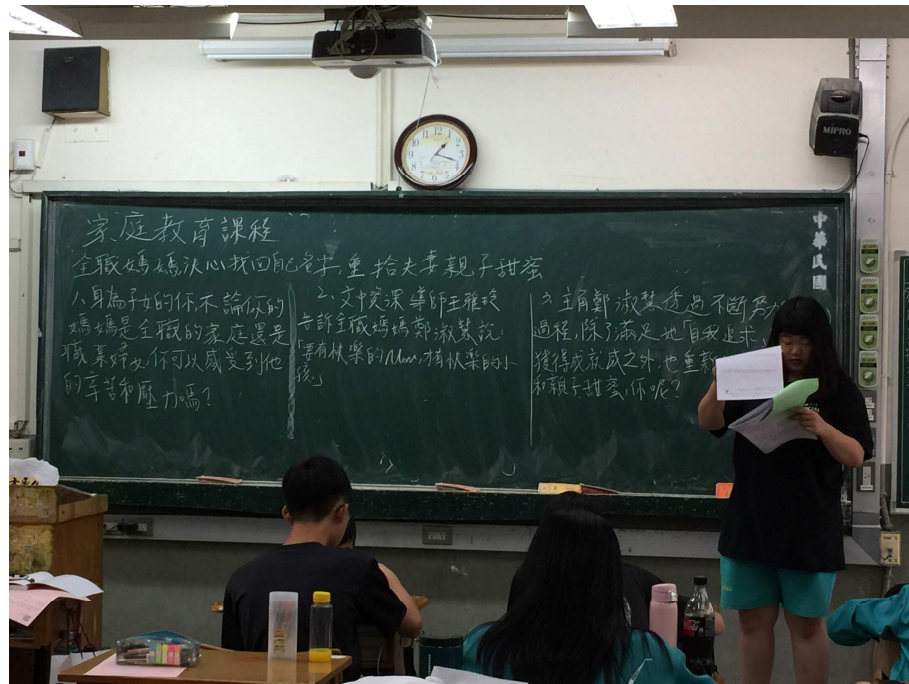 家庭教育課程
全職媽媽決心找回自己名字,重拾夫妻親子甜蜜
1、身為子女的你不論你的
媽媽是全職的家庭還是
職業婦女,你可以感受到他
的辛苦和壓力嗎?
2、文中資深導師王雅玲
告訴全職媽媽鄭淑慧說:
「要有快樂的Mom,才有快樂的小
孩。」
3、主角鄭淑慧透過不斷努力
過程,除了滿足她自我追求
獲得成就感之外,也重新
和親子甜蜜,你呢?
中華民國
MIPRO